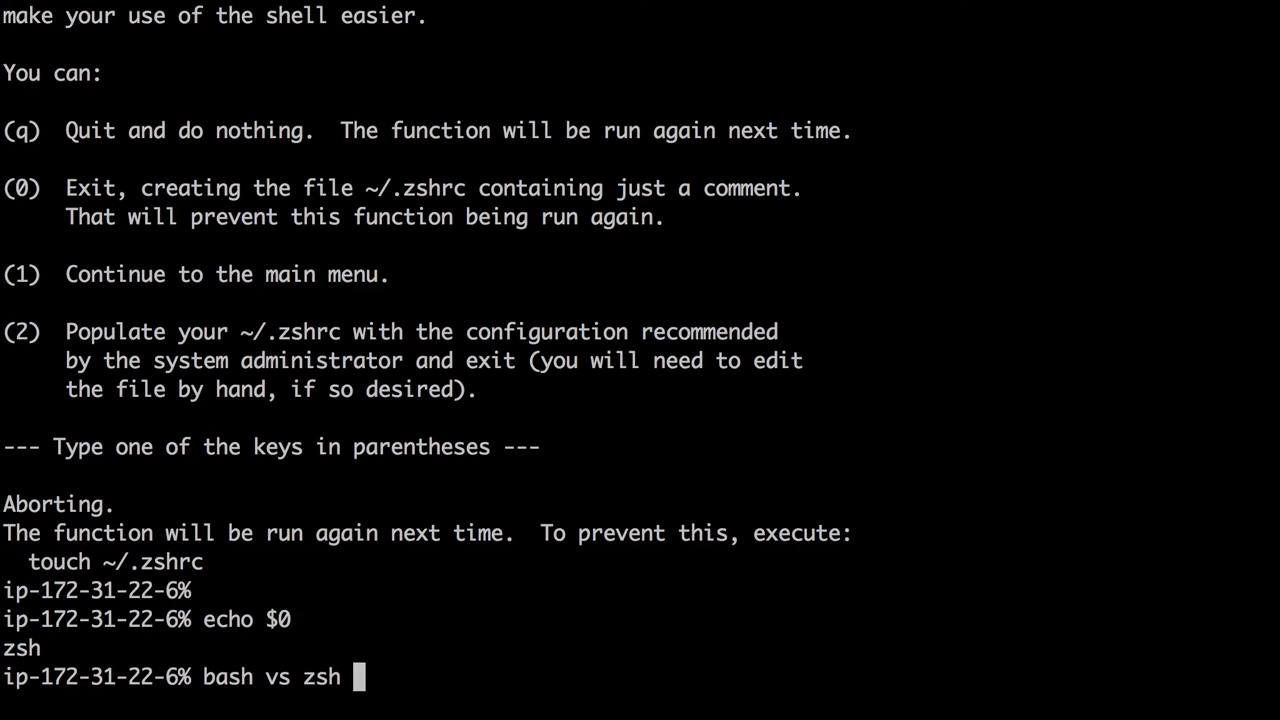 make your use of the shell easier.
You can:
(q)  Quit and do nothing.  The function will be run again next time.
(0)  Exit, creating the file ~/.zshrc containing just a comment.
     That will prevent this function being run again.
(1)  Continue to the main menu.
(2)  Populate your ~/.zshrc with the configuration recommended
     by the system administrator and exit (you will need to edit
     the file by hand, if so desired).
--- Type one of the keys in parentheses ---
Aborting.
The function will be run again next time.  To prevent this, execute:
  touch ~/.zshrc
ip-172-31-22-6%
ip-172-31-22-6% echo $0
zsh
ip-172-31-22-6% bash vs zsh